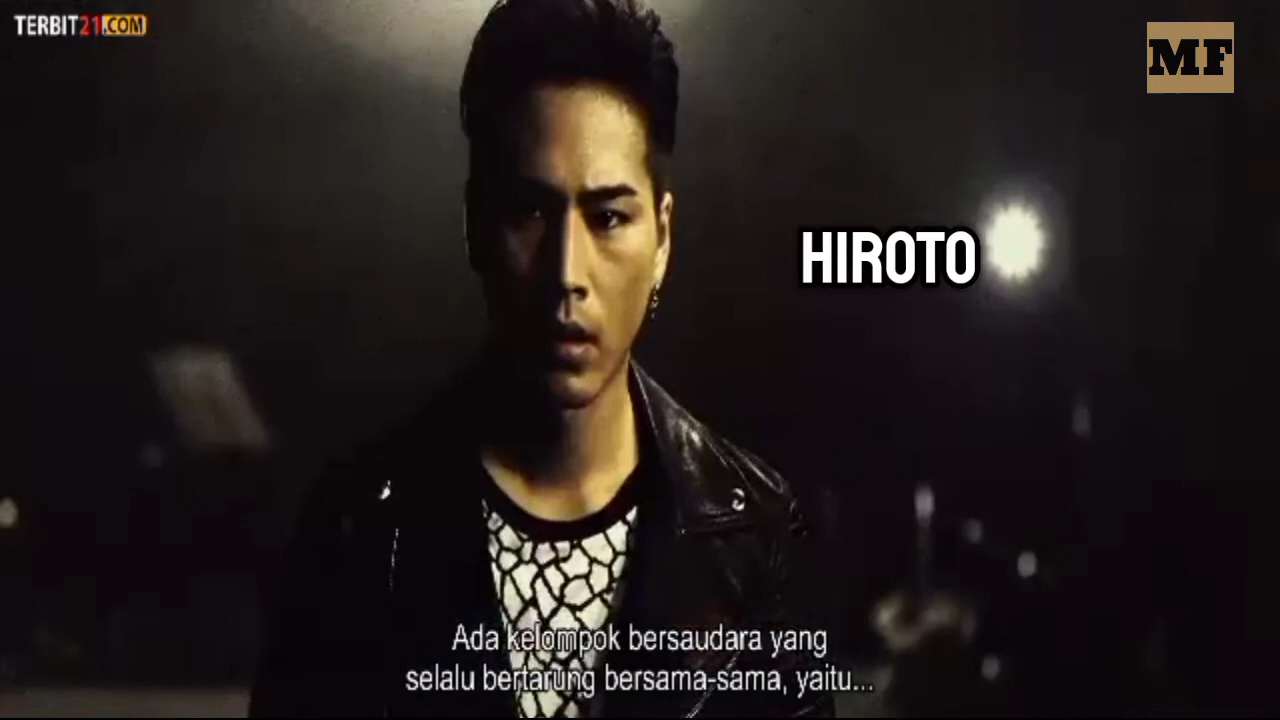 TERBIT21.COM
MF
HIROTO
Ada kelompok bersaudara yang
selalu bertarung bersama-sama, yaitu...